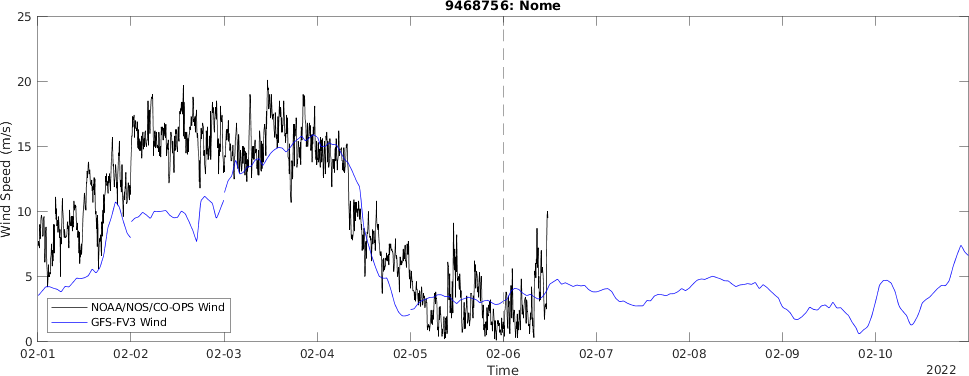 9468756: Nome
25
20
15
10
5
0
Wind Speed (m/s)
NOAA/NOS/CO-OPS Wind
GFS-FV3 Wind
02-01 02-02 02-03 02-04 02-05 02-06 02-07 02-08 02-09 02-10
Time
2022